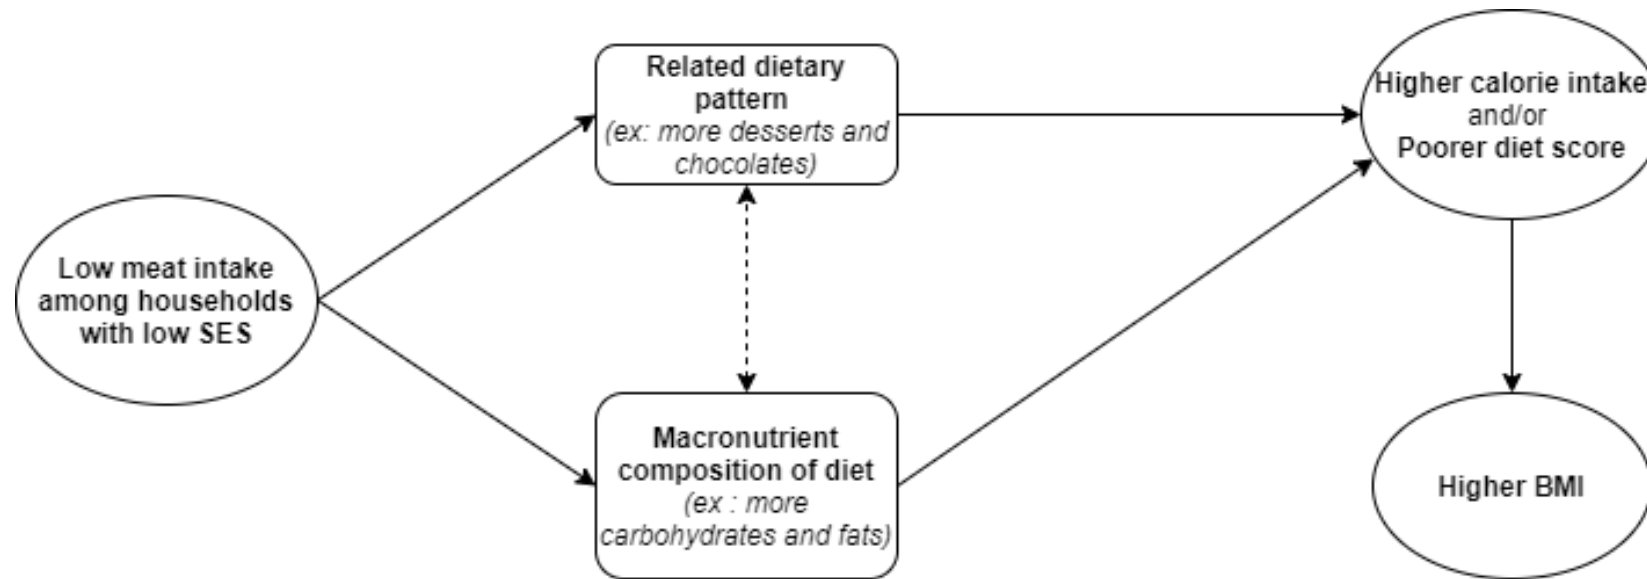 Related dietary
pattern
(ex: more desserts and
chocolates)
Higher calorie intake
and/or
Poorer diet score
Low meat intake
among households
with low SES
Macronutrient
composition of diet
(ex : more
carbohydrates and fats)
Higher BMI